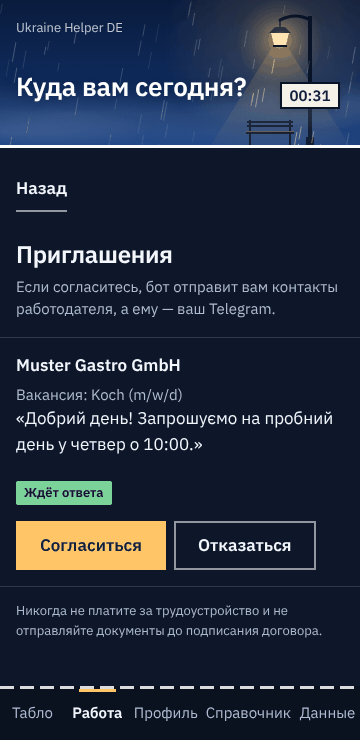 Ukraine Helper DE
Куда вам сегодня?
00:31
Назад
Приглашения
Если согласитесь, бот отправит вам контакты
работодателя, а ему — ваш Telegram.
Muster Gastro GmbH
Вакансия: Koch (m/w/d)
«Добрий день! Запрошуємо на пробний
день у четвер о 10:00.»
Ждёт ответа
Согласиться
Отказаться
Никогда не платите за трудоустройство и не
отправляйте документы до подписания договора.
Табло Работа Профиль Справочник Данные